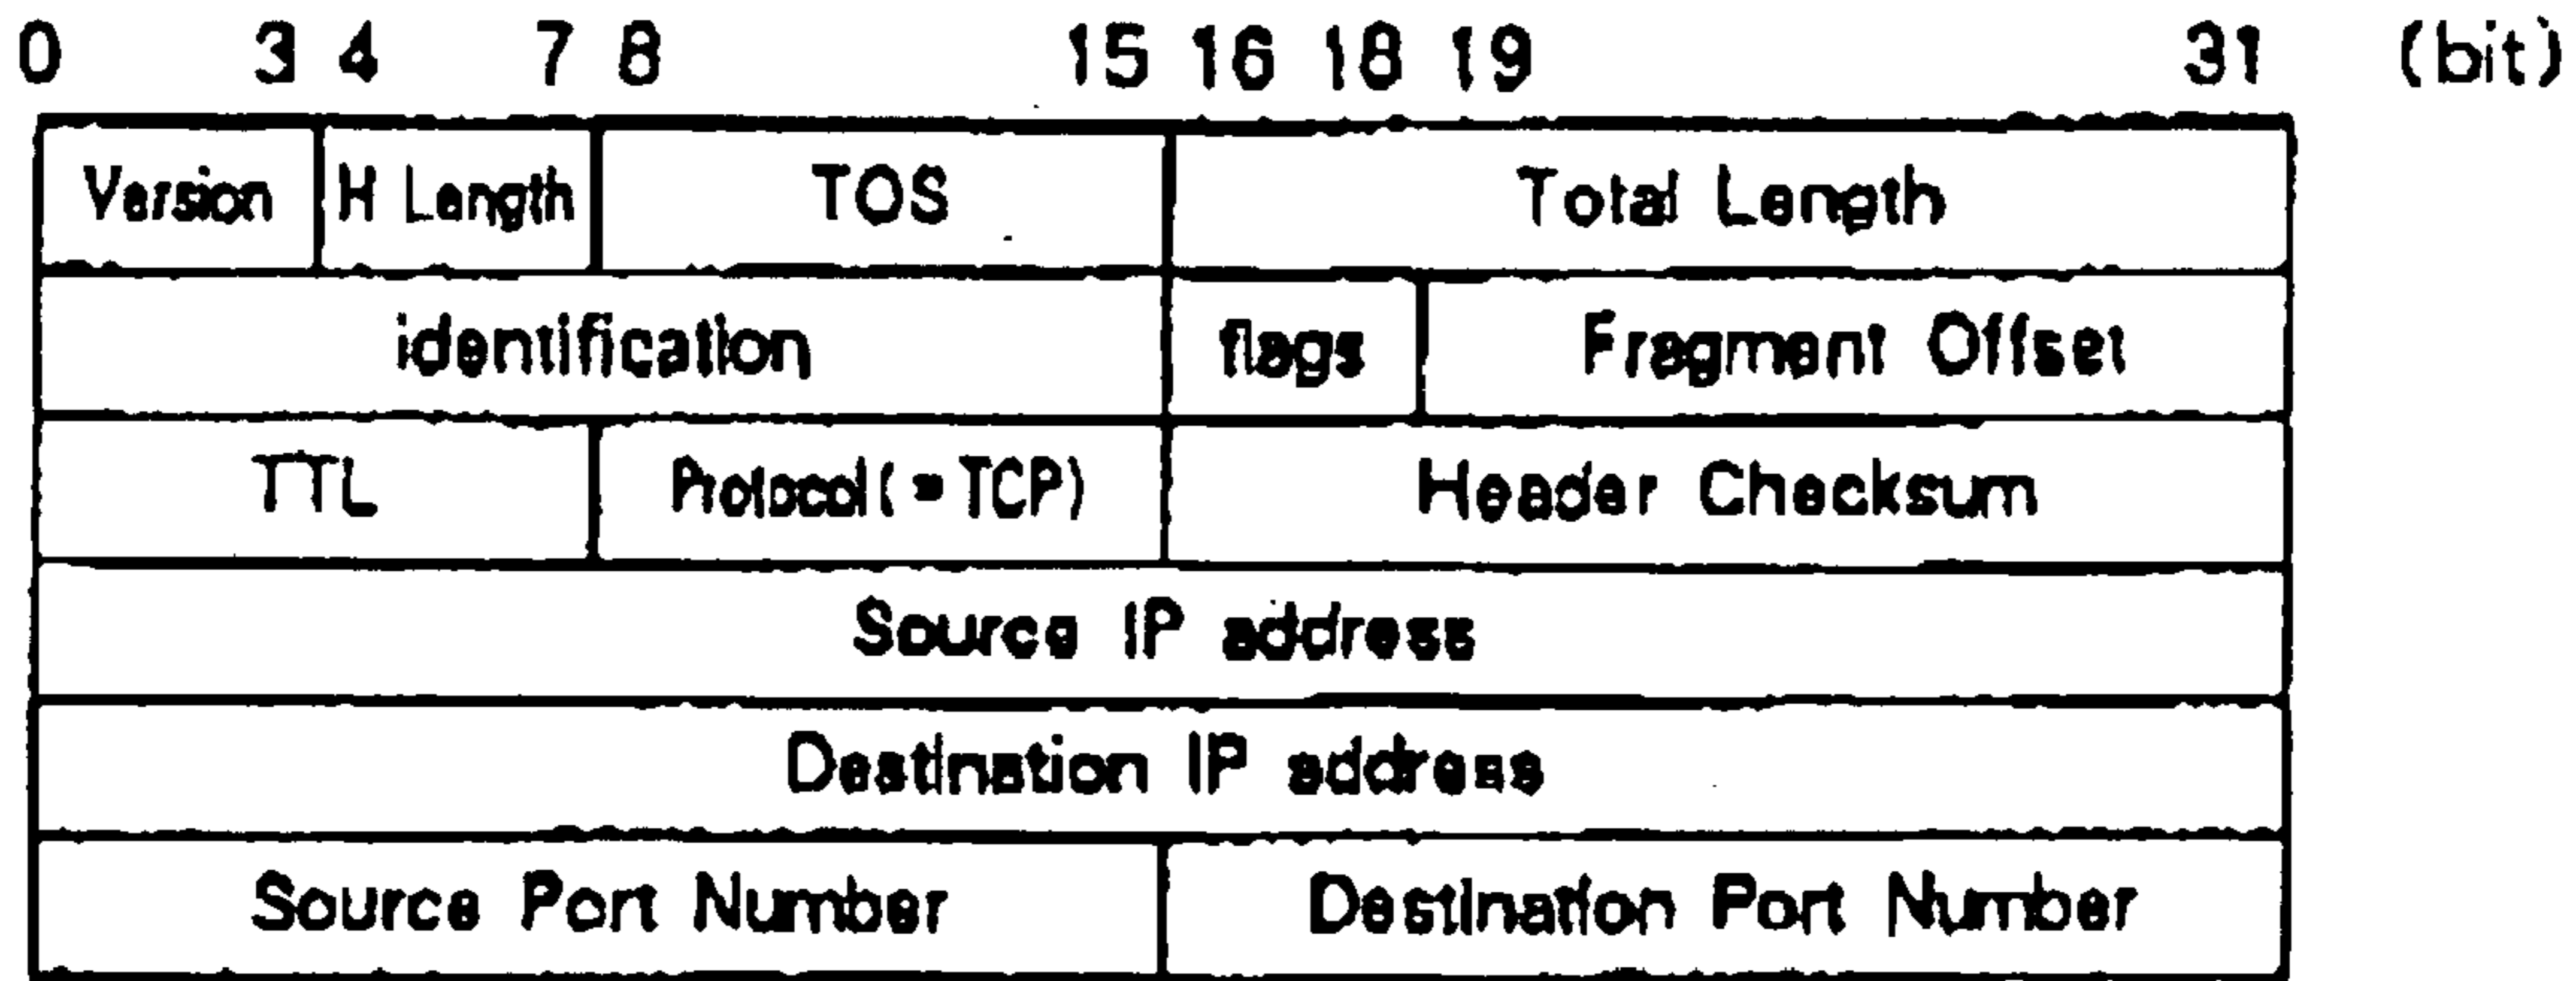 0 3 4 7 8 15 16 18 19 31 (bit)
Version H Length TOS Total Length
identification flags Fragment Offset
TTL Protocol(=TCP) Header Checksum
Source IP address
Destination IP address
Source Port Number Destination Port Number